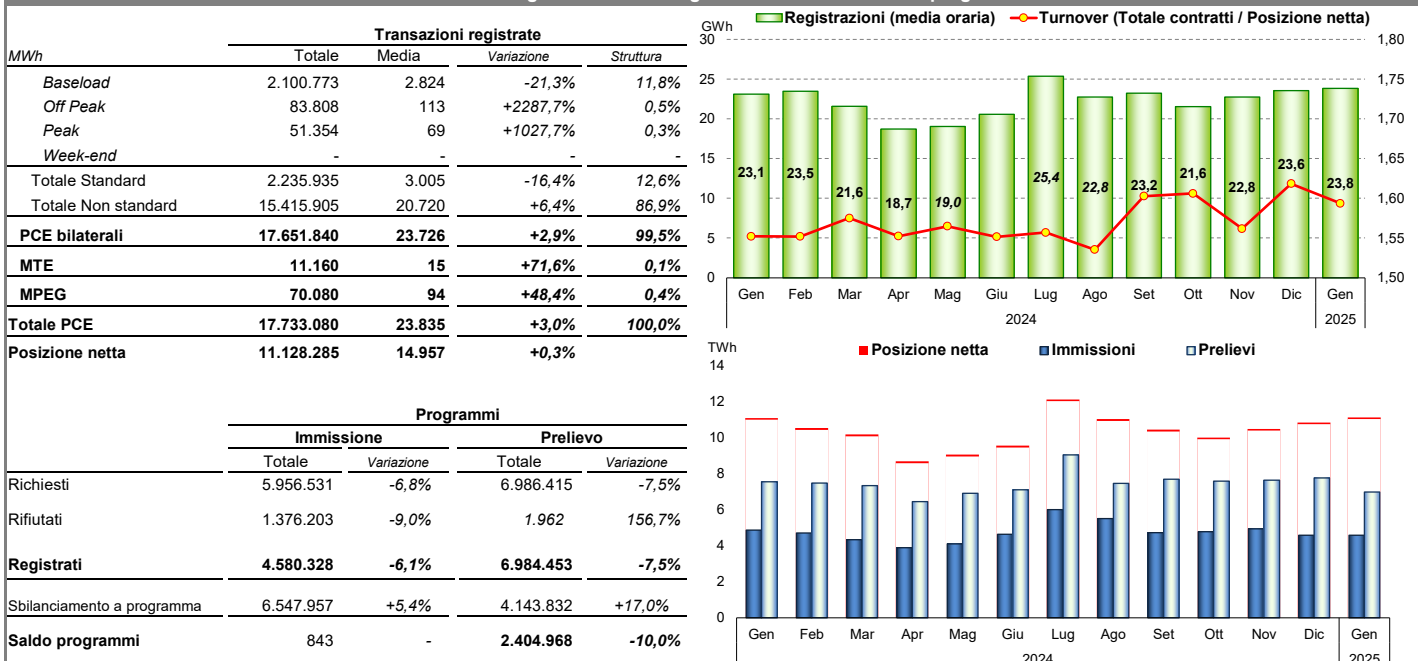 Transazioni registrate
MWh Totale Media Variazione Struttura
Baseload 2.100.773 2.824 -21,3% 11,8%
Off Peak 83.808 113 +2287,7% 0,5%
Peak 51.354 69 +1027,7% 0,3%
Week-end - - - -
Totale Standard 2.235.935 3.005 -16,4% 12,6%
Totale Non standard 15.415.905 20.720 +6,4% 86,9%
PCE bilaterali 17.651.840 23.726 +2,9% 99,5%
MTE 11.160 15 +71,6% 0,1%
MPEG 70.080 94 +48,4% 0,4%
Totale PCE 17.733.080 23.835 +3,0% 100,0%
Posizione netta 11.128.285 14.957 +0,3%
Programmi
Immissione Prelievo
Totale Variazione Totale Variazione
Richiesti 5.956.531 -6,8% 6.986.415 -7,5%
Rifiutati 1.376.203 -9,0% 1.962 156,7%
Registrati 4.580.328 -6,1% 6.984.453 -7,5%
Sbilanciamento a programma 6.547.957 +5,4% 4.143.832 +17,0%
Saldo programmi 843 - 2.404.968 -10,0%
Registrazioni (media oraria) Turnover (Totale contratti / Posizione netta)
GWh
30 1,80
25 1,75
20 1,70
15 1,65
10 1,60
5 1,55
0 1,50
23,1 23,5 21,6 18,7 19,0 25,4 22,8 23,2 21,6 22,8 23,6 23,8
Gen Feb Mar Apr Mag Giu Lug Ago Set Ott Nov Dic Gen
2024 2025
TWh Posizione netta Immissioni Prelievi
14
12
10
8
6
4
2
0
Gen Feb Mar Apr Mag Giu Lug Ago Set Ott Nov Dic Gen
2024 2025